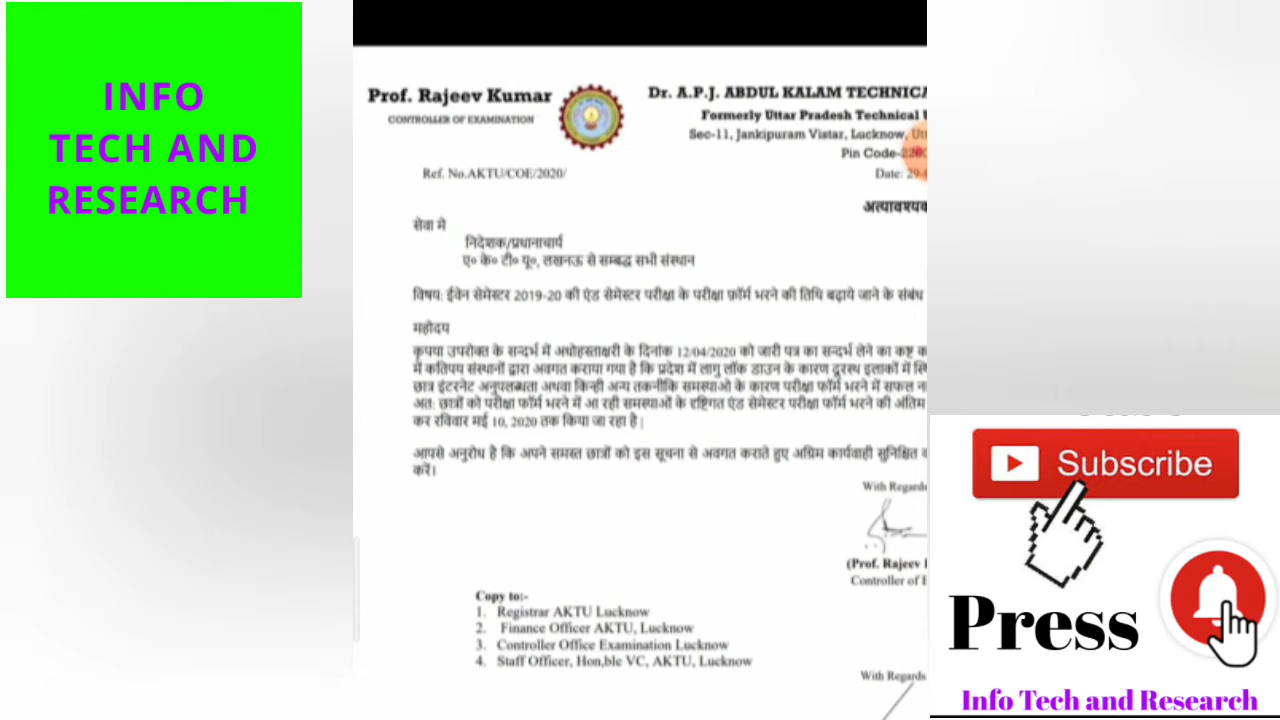 INFO
TECH AND
RESEARCH
Prof. Rajeev Kumar
CONTROLLER OF EXAMINATION
Dr. A.P.J. ABDUL KALAM
Formerly Uttar Pradesh Technical
Sec-11, Jankipuram Vistar, Lucknow,
Pin Code-
Ref. No.AKTU/COE/2020/
Date: 29-
सेवा मे
निदेशक/प्रधानाचार्य
ए० के० टी० यू०, लखनऊ से सम्बद्ध सभी संस्थान
विषय: ईवेन सेमेस्टर 2019-20 की एंड सेमेस्टर परीक्षा के परीक्षा फ़ॉर्म भरने की तिथि बढ़ाये जाने के संबंध
महोदय
कृपया उपरोक्त के सन्दर्भ में अधोहस्ताक्षरी के दिनांक 12/04/2020 को जारी पत्र का सन्दर्भ लेने का कष्ट
में कतिपय संस्थानों द्वारा अवगत कराया गया है कि प्रदेश में लागु लॉक डाउन के कारण दूरस्थ इलाकों में
छात्र इंटरनेट अनुपलब्धता अथवा किन्ही अन्य तकनीकि समस्याओ के कारण परीक्षा फॉर्म भरने में सफल
अत: छात्रों को परीक्षा फॉर्म भरने में आ रही समस्याओं के दृष्टिगत एंड सेमेस्टर परीक्षा फॉर्म भरने की अंतिम
कर रविवार मई 10, 2020 तक किया जा रहा है |
आपसे अनुरोध है कि अपने समस्त छात्रों को इस सूचना से अवगत कराते हुए अग्रिम कार्यवाही सुनिश्चित
करें।
With Regards
(Prof. Rajeev
Controller of
Copy to:-
1. Registrar AKTU Lucknow
2. Finance Officer AKTU, Lucknow
3. Controller Office Examination Lucknow
4. Staff Officer, Hon,ble VC, AKTU, Lucknow
With Regards
Subscribe
Press
Info Tech and Research